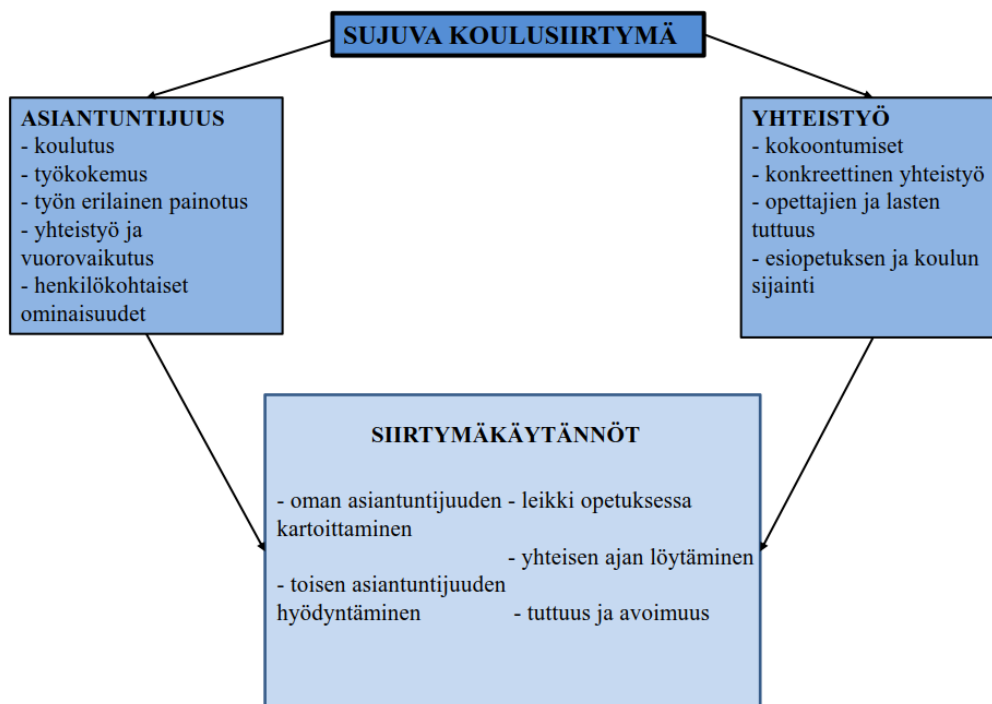 SUJUVA KOULUSIIRTYMÄ
ASIANTUNTIJUUS
- koulutus
- työkokemus
- työn erilainen painotus
- yhteistyö ja
vuorovaikutus
- henkilökohtaiset
ominaisuudet
YHTEISTYÖ
- kokoontumiset
- konkreettinen yhteistyö
- opettajien ja lasten
tuttuus
- esiopetuksen ja koulun
sijainti
SIIRTYMÄKÄYTÄNNÖT
- oman asiantuntijuuden
kartoittaminen
- toisen asiantuntijuuden
hyödyntäminen
- leikki opetuksessa
- yhteisen ajan löytäminen
- tuttuus ja avoimuus